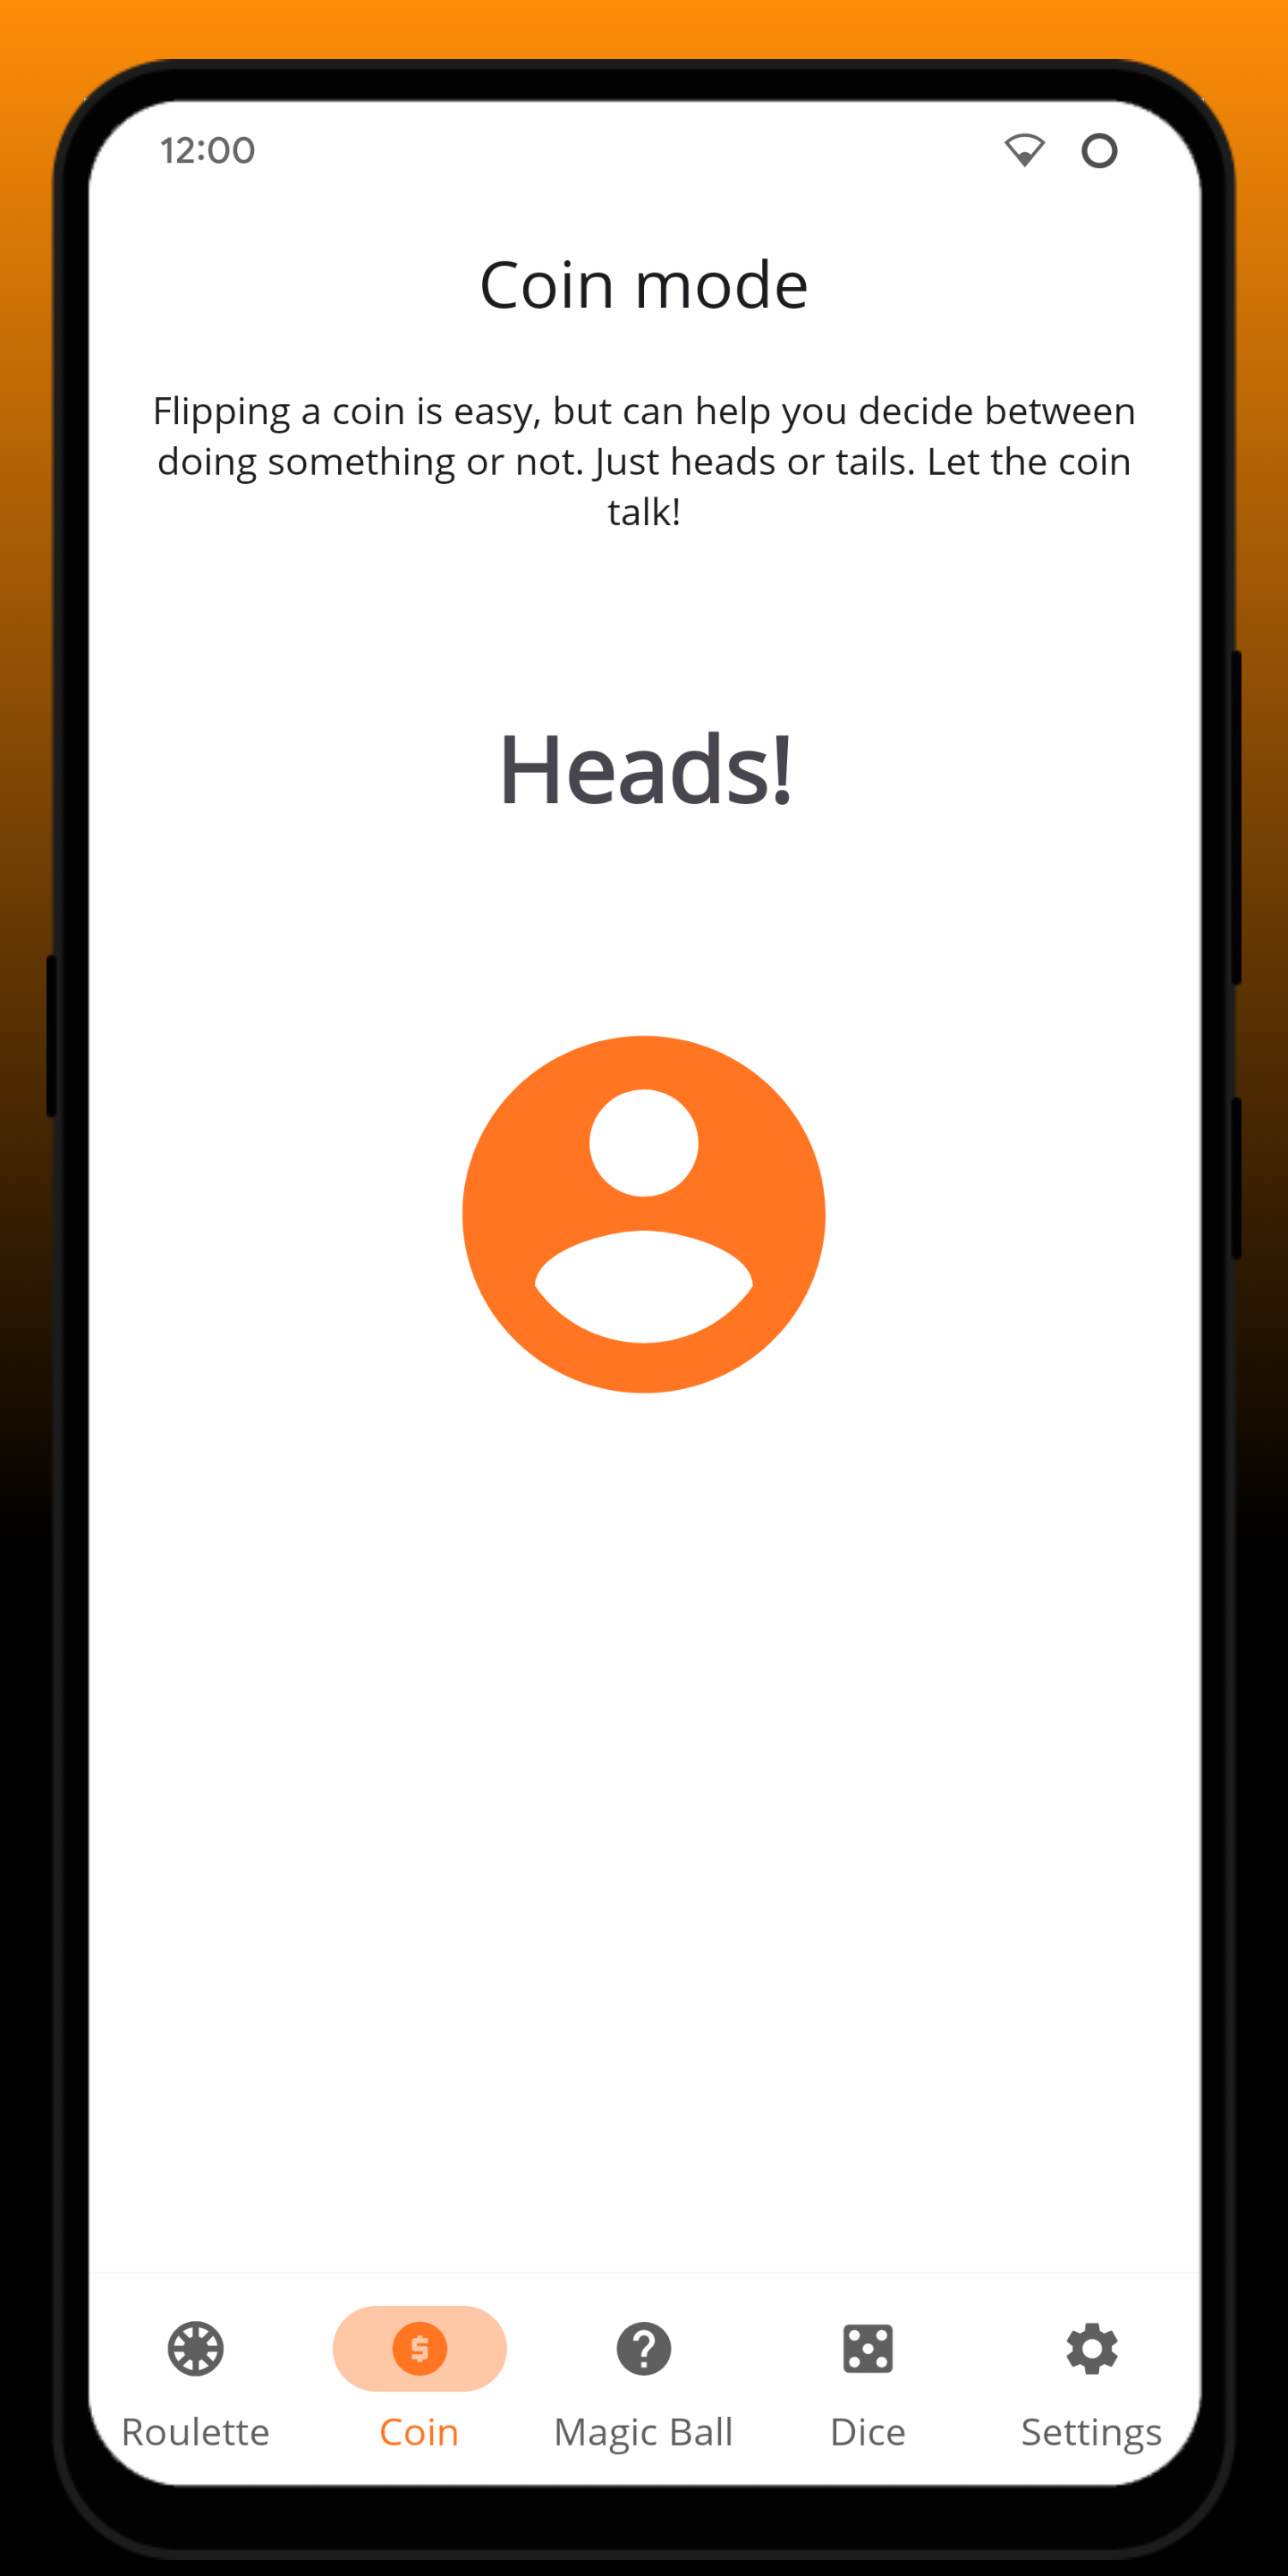 12:00
Coin mode
Flipping a coin is easy, but can help you decide between
doing something or not. Just heads or tails. Let the coin
talk!
Heads!
Roulette
Coin
Magic Ball
Dice
Settings